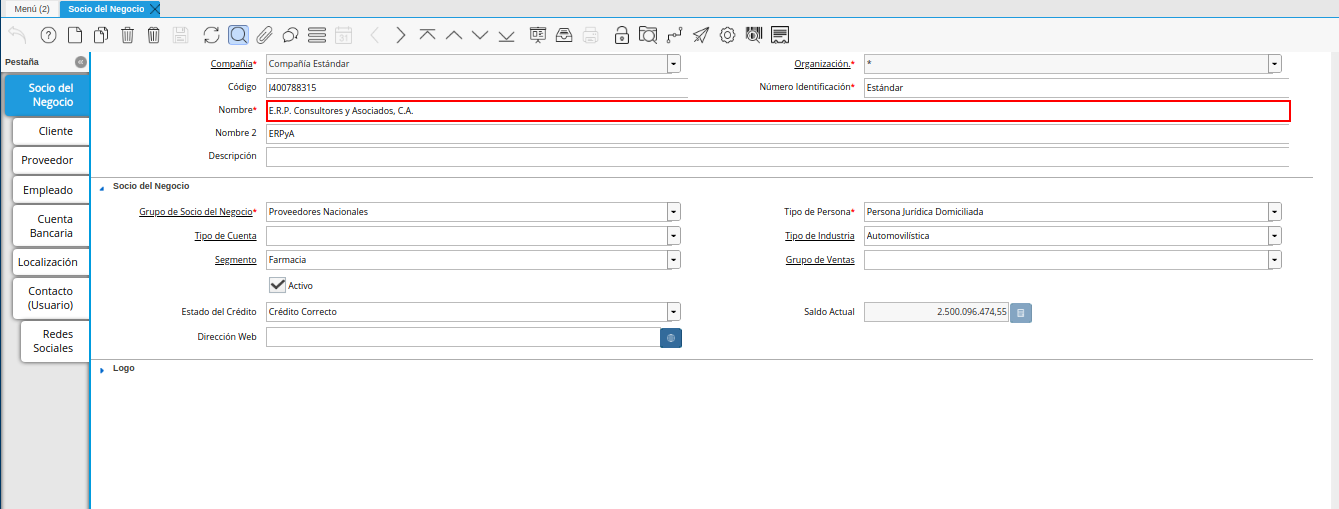 Menú (2) Socio del Negocio
Pestaña
Socio del
Negocio
Cliente
Proveedor
Empleado
Cuenta
Bancaria
Localización
Contacto
(Usuario)
Redes
Sociales
31
Compañía* Compañía Estándar Organización.* *
Código J400788315 Número Identificación* Estándar
Nombre* E.R.P. Consultores y Asociados, C.A.
Nombre 2 ERPyA
Descripción
Socio del Negocio
Grupo de Socio del Negocio* Proveedores Nacionales Tipo de Persona* Persona Jurídica Domiciliada
Tipo de Cuenta Tipo de Industria Automovilística
Segmento Farmacia Grupo de Ventas
Activo
Estado del Crédito Crédito Correcto Saldo Actual 2.500.096.474,55
Dirección Web
Logo